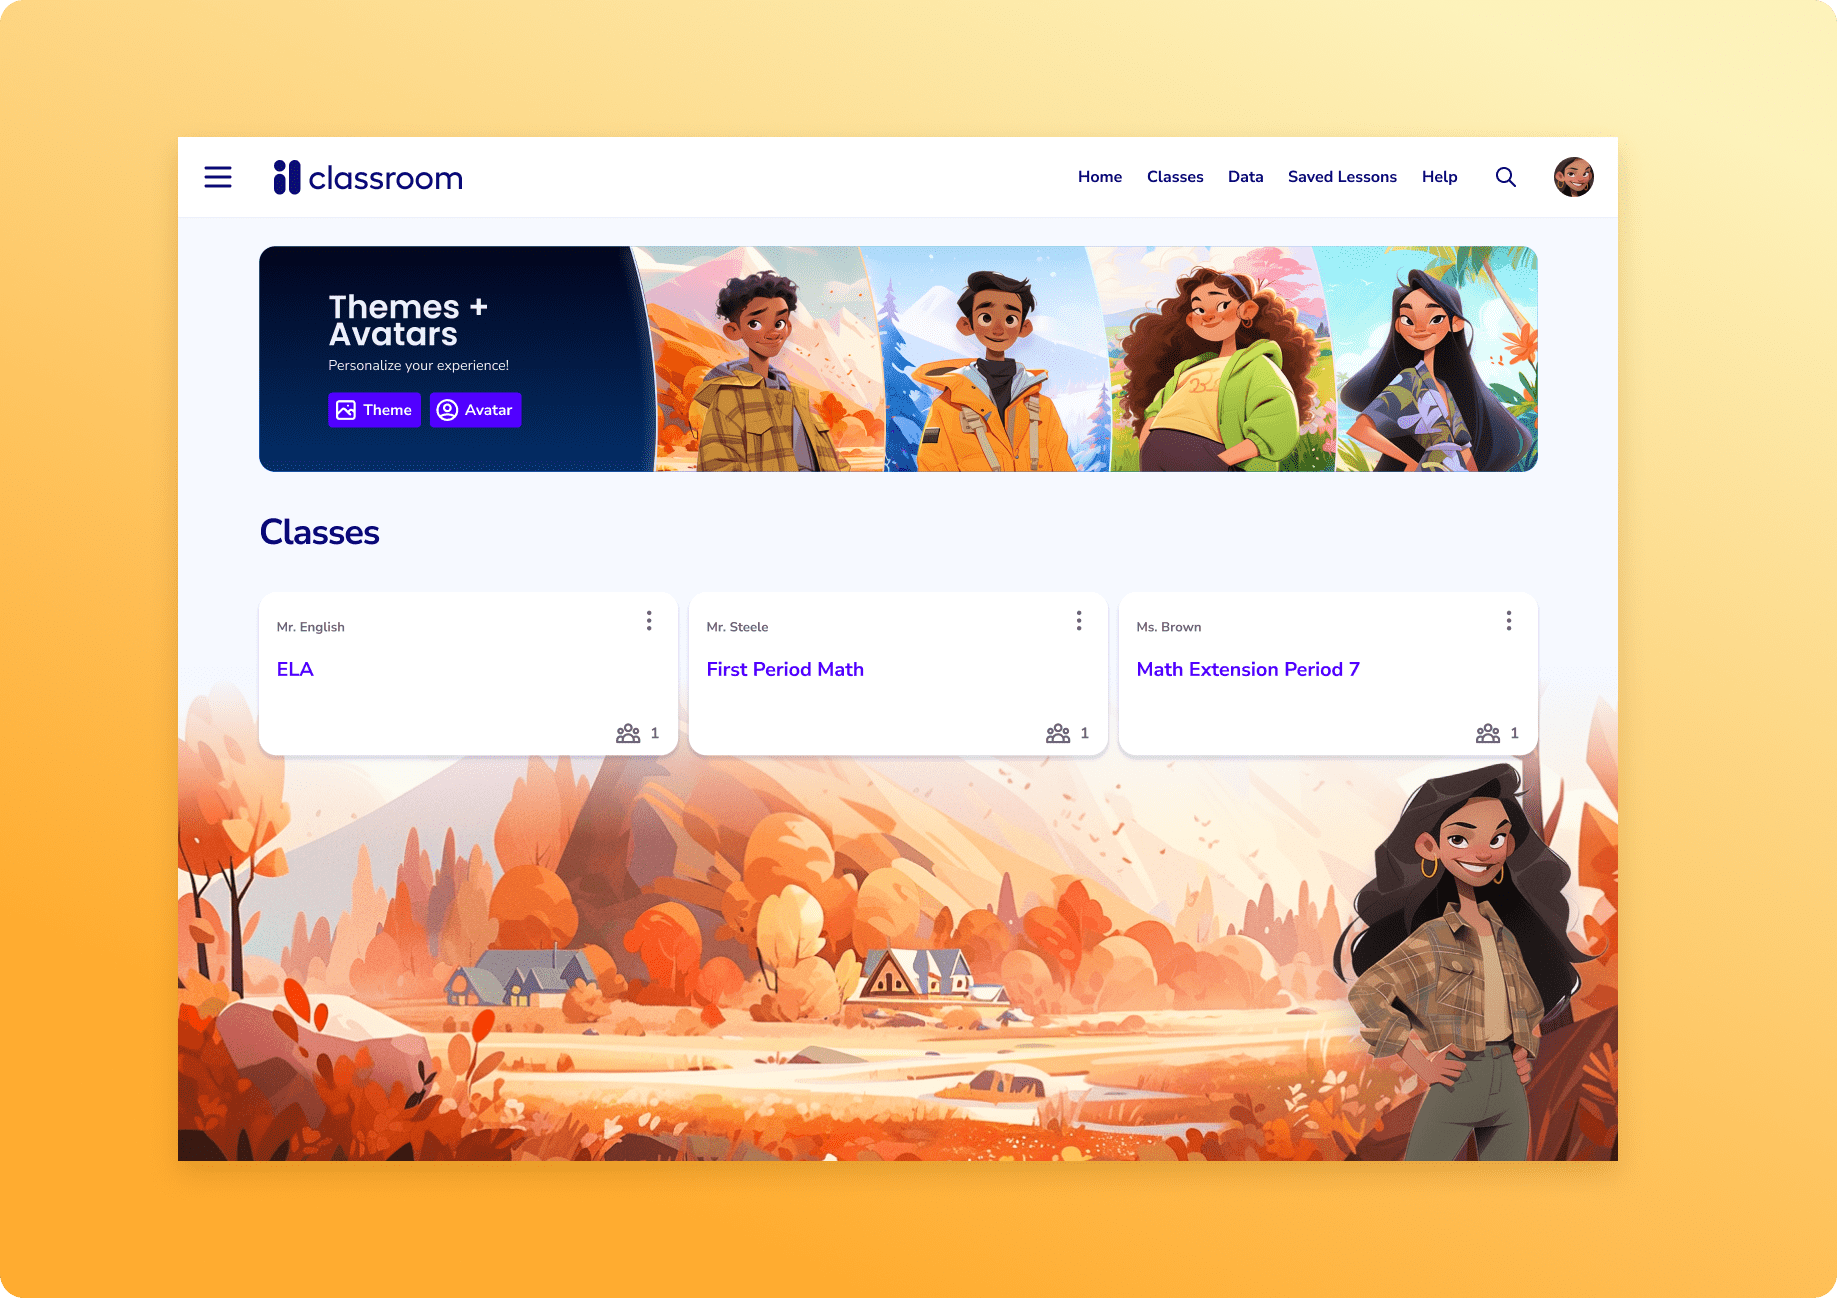 classroom
Home
Classes
Data
Saved Lessons
Help
Themes +
Avatars
Personalize your experience!
Theme
Avatar
Classes
Mr. English
ELA
1
Mr. Steele
First Period Math
1
Ms. Brown
Math Extension Period 7
1